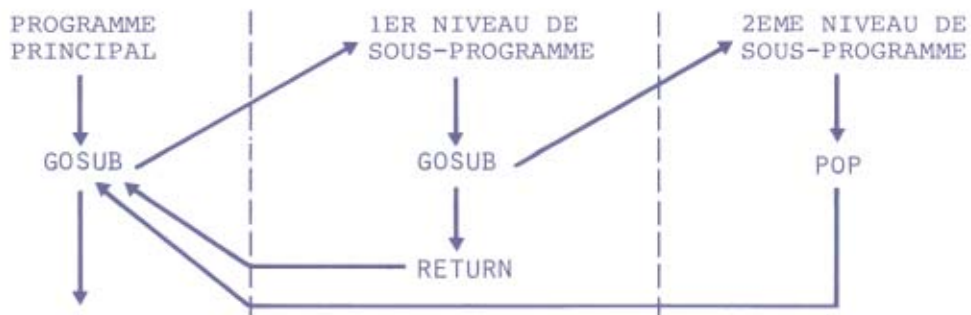 PROGRAMME
PRINCIPAL
1ER NIVEAU DE
SOUS-PROGRAMME
2EME NIVEAU DE
SOUS-PROGRAMME
GOSUB
GOSUB
POP
RETURN